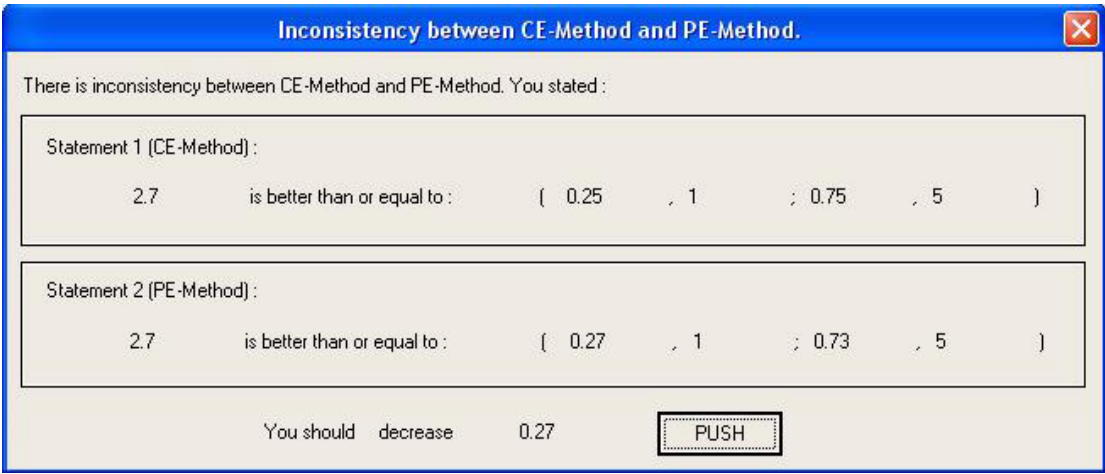 Inconsistency between CE-Method and PE-Method.
There is inconsistency between CE-Method and PE-Method. You stated :
Statement 1 (CE-Method) :
2.7 is better than or equal to : ( 0.25 , 1 ; 0.75 , 5 )
Statement 2 (PE-Method) :
2.7 is better than or equal to : ( 0.27 , 1 ; 0.73 , 5 )
You should decrease 0.27 PUSH